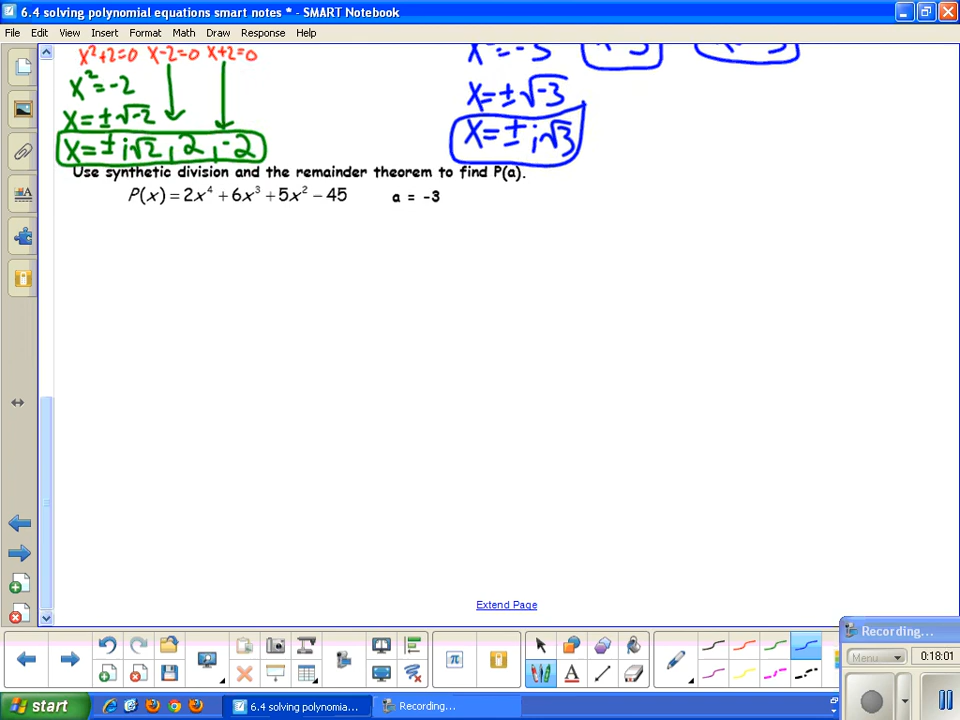 6.4 solving polynomial equations smart notes * - SMART Notebook
File Edit View Insert Format Math Draw Response Help
x²+2=0 x-2=0 x+2=0
x²=-2
x=±√-2
x=±i√2, 2, -2
x=±√-3
x=±i√3
Use synthetic division and the remainder theorem to find P(a).
P(x) = 2x⁴ + 6x³ + 5x² − 45 a = -3
Extend Page
Recording...
Menu 0:18:01
start 6.4 solving polynomia... Recording...